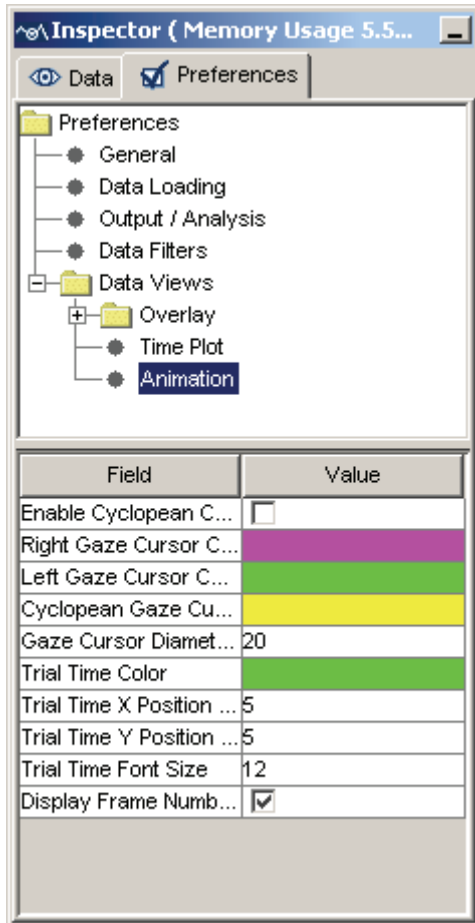 Inspector ( Memory Usage 5.5...
Data Preferences
Preferences
General
Data Loading
Output / Analysis
Data Filters
Data Views
Overlay
Time Plot
Animation
Field Value
Enable Cyclopean C...
Right Gaze Cursor C...
Left Gaze Cursor C...
Cyclopean Gaze Cu...
Gaze Cursor Diamet... 20
Trial Time Color
Trial Time X Position ... 5
Trial Time Y Position ... 5
Trial Time Font Size 12
Display Frame Numb...